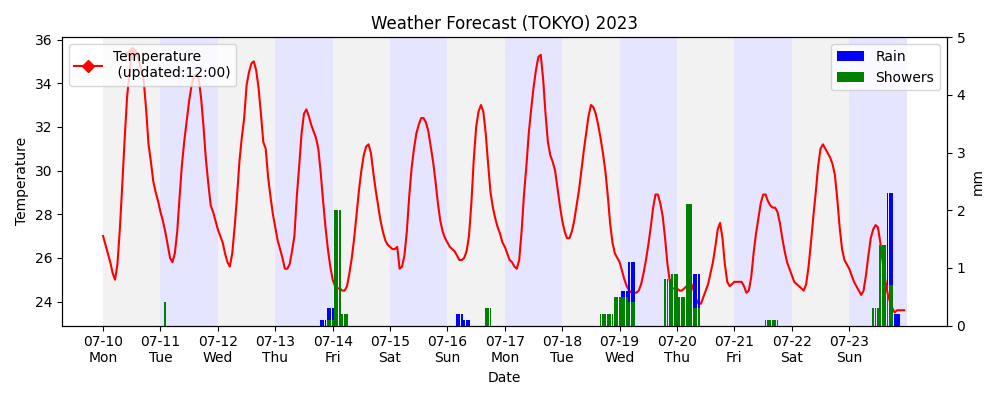 Weather Forecast (TOKYO) 2023
Temperature
(updated:12:00)
Rain
Showers
36
34
32
30
28
26
24
Temperature
5
4
3
2
1
0
mm
07-10 07-11 07-12 07-13 07-14 07-15 07-16 07-17 07-18 07-19 07-20 07-21 07-22 07-23
Mon Tue Wed Thu Fri Sat Sun Mon Tue Wed Thu Fri Sat Sun
Date